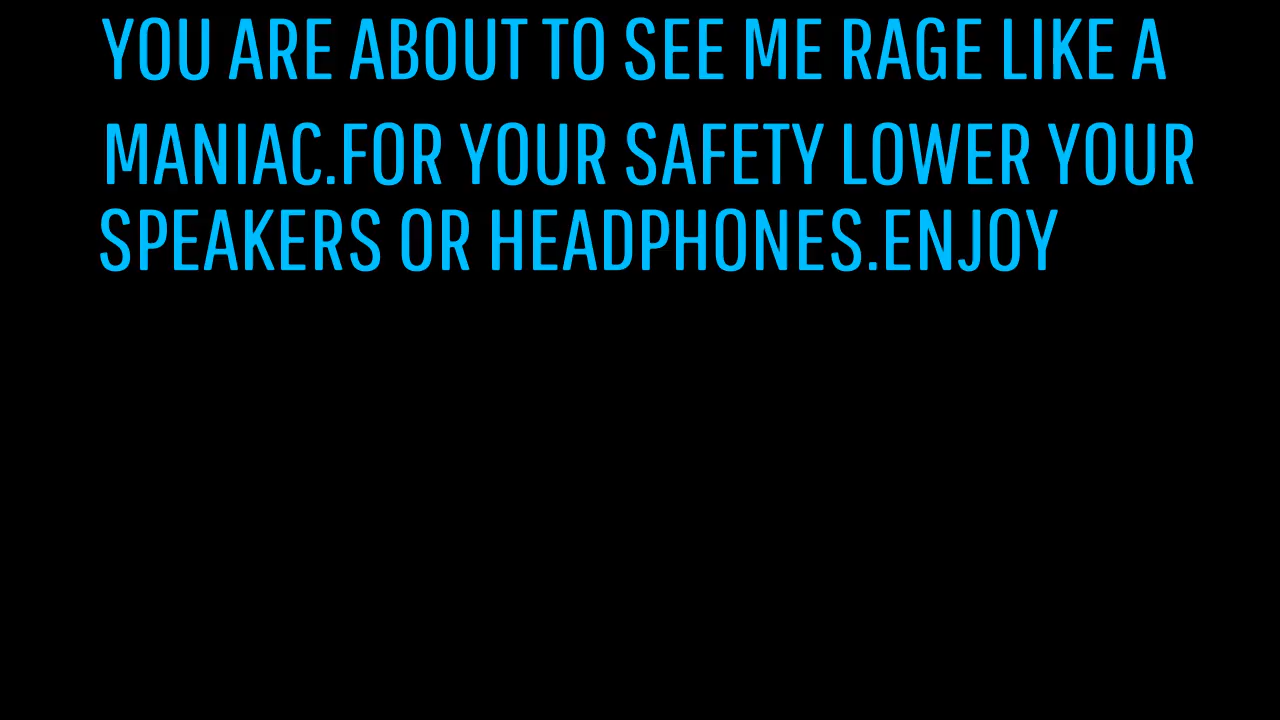 YOU ARE ABOUT TO SEE ME RAGE LIKE A
MANIAC.FOR YOUR SAFETY LOWER YOUR
SPEAKERS OR HEADPHONES.ENJOY